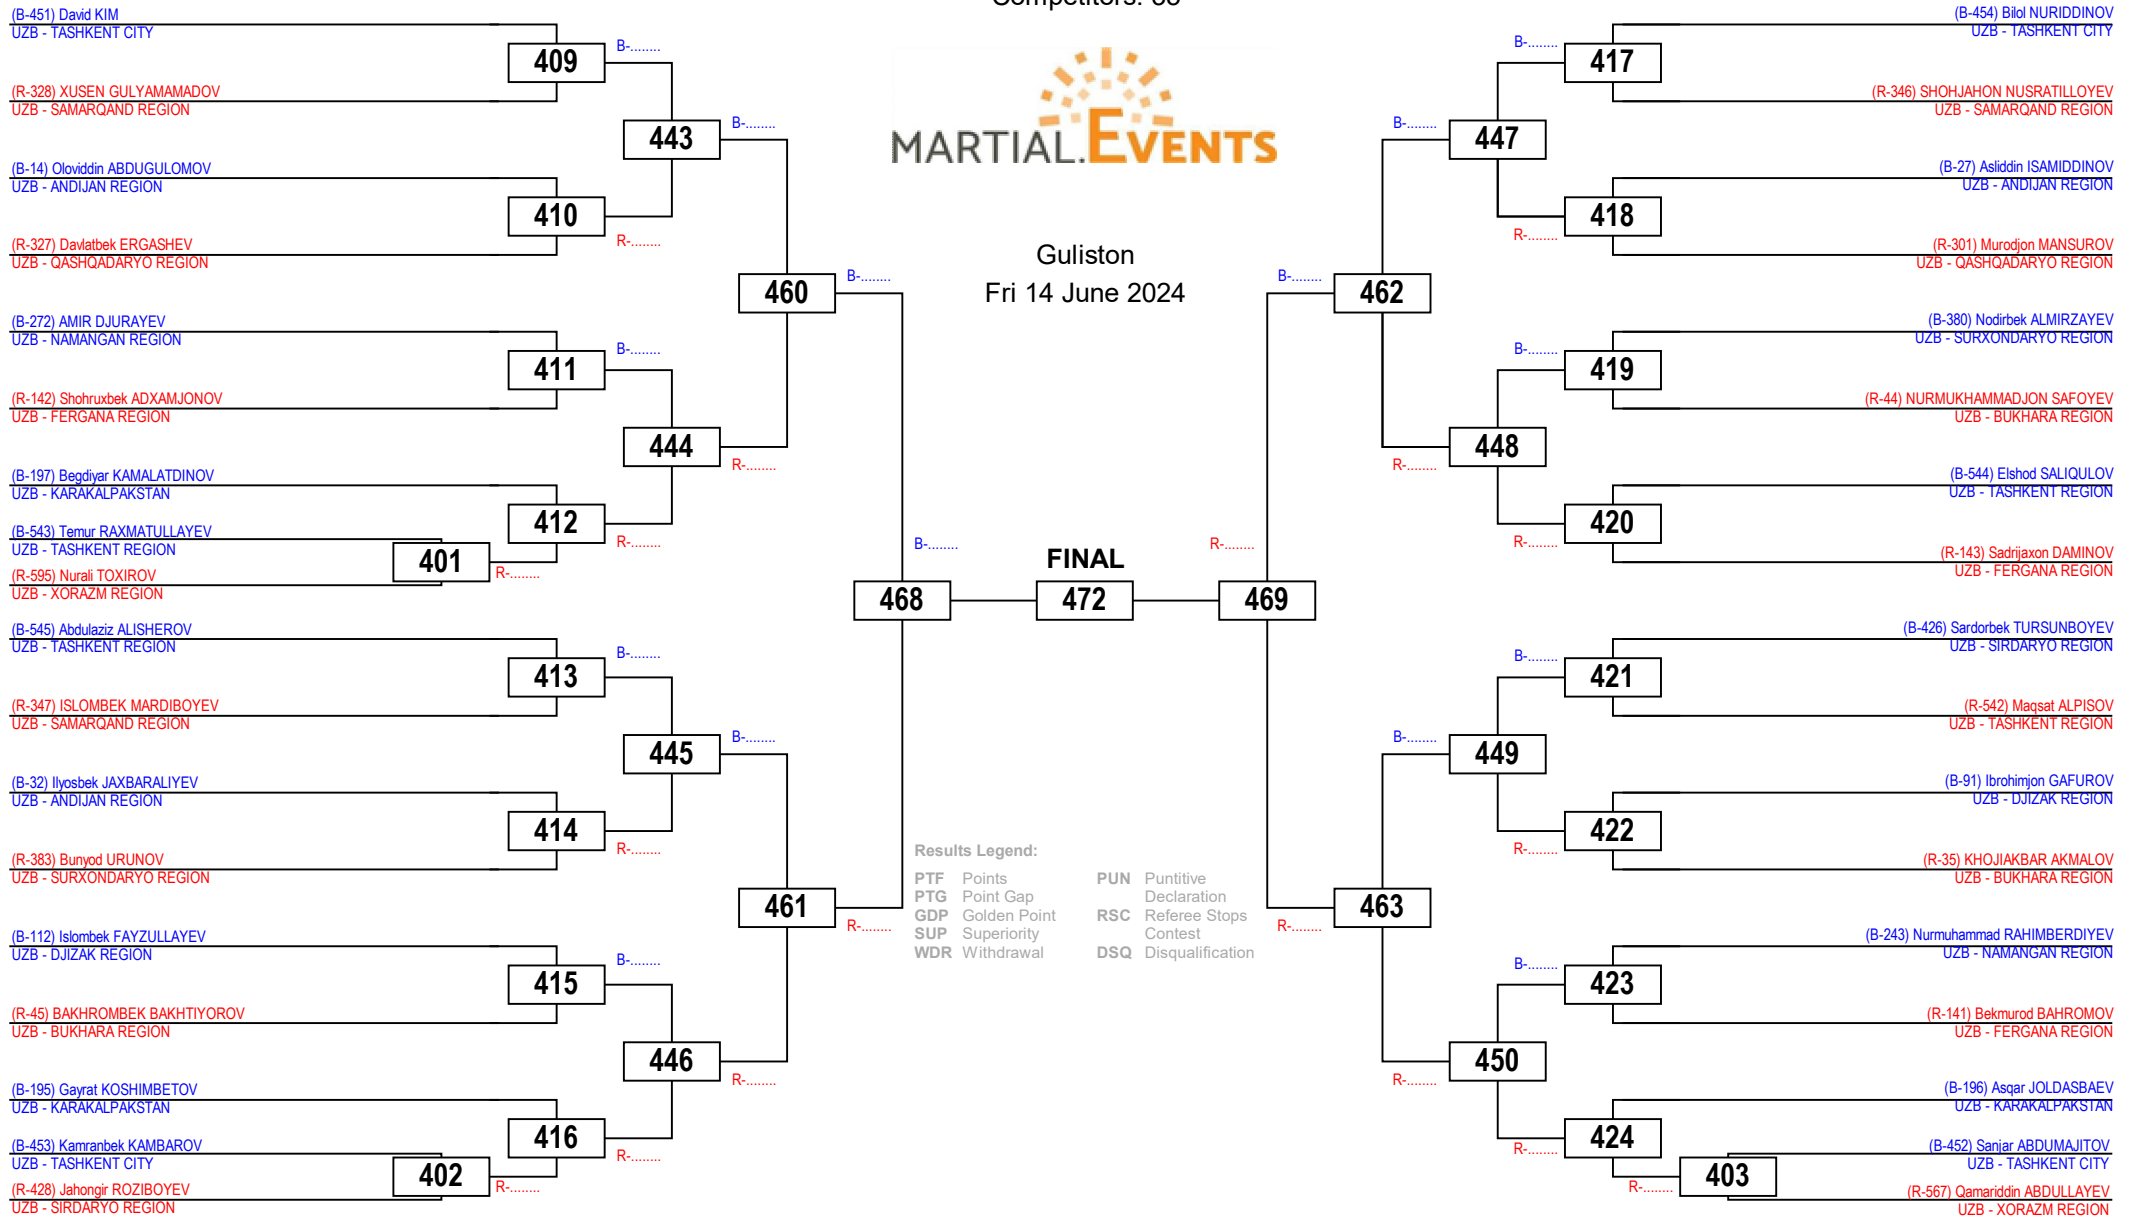 (B-451) David KIM
UZB - TASHKENT CITY
409
B-........
(R-328) XUSEN GULYAMAMADOV
UZB - SAMARQAND REGION
443
B-........
(B-14) Oloviddin ABDUGULOMOV
UZB - ANDIJAN REGION
410
R-........
(R-327) Davlatbek ERGASHEV
UZB - QASHQADARYO REGION
460
B-........
(B-272) AMIR DJURAYEV
UZB - NAMANGAN REGION
411
B-........
(R-142) Shohruxbek ADXAMJONOV
UZB - FERGANA REGION
444
R-........
(B-197) Begdiyar KAMALATDINOV
UZB - KARAKALPAKSTAN
412
R-........
(B-543) Temur RAXMATULLAYEV
UZB - TASHKENT REGION
401
R-........
(R-595) Nurali TOXIROV
UZB - XORAZM REGION
468
B-........
(B-545) Abdulaziz ALISHEROV
UZB - TASHKENT REGION
413
B-........
(R-347) ISLOMBEK MARDIBOYEV
UZB - SAMARQAND REGION
445
B-........
(B-32) Ilyosbek JAXBARALIYEV
UZB - ANDIJAN REGION
414
R-........
(R-383) Bunyod URUNOV
UZB - SURXONDARYO REGION
461
R-........
(B-112) Islombek FAYZULLAYEV
UZB - DJIZAK REGION
415
B-........
(R-45) BAKHROMBEK BAKHTIYOROV
UZB - BUKHARA REGION
446
R-........
(B-195) Gayrat KOSHIMBETOV
UZB - KARAKALPAKSTAN
416
R-........
(B-453) Kamranbek KAMBAROV
UZB - TASHKENT CITY
402
R-........
(R-428) Jahongir ROZIBOYEV
UZB - SIRDARYO REGION
MARTIAL.EVENTS
Guliston
Fri 14 June 2024
FINAL
472
Results Legend:
PTF Points
PTG Point Gap
GDP Golden Point
SUP Superiority
WDR Withdrawal
PUN Puntitive
Declaration
RSC Referee Stops
Contest
DSQ Disqualification
(B-454) Bilol NURIDDINOV
UZB - TASHKENT CITY
B-........
417
(R-346) SHOHJAHON NUSRATILLOYEV
UZB - SAMARQAND REGION
B-........
447
(B-27) Asliddin ISAMIDDINOV
UZB - ANDIJAN REGION
R-........
418
(R-301) Murodjon MANSUROV
UZB - QASHQADARYO REGION
B-........
462
(B-380) Nodirbek ALMIRZAYEV
UZB - SURXONDARYO REGION
B-........
419
(R-44) NURMUKHAMMADJON SAFOYEV
UZB - BUKHARA REGION
R-........
448
(B-544) Elshod SALIQULOV
UZB - TASHKENT REGION
R-........
420
(R-143) Sadrijaxon DAMINOV
UZB - FERGANA REGION
R-........
469
(B-426) Sardorbek TURSUNBOYEV
UZB - SIRDARYO REGION
B-........
421
(R-542) Maqsat ALPISOV
UZB - TASHKENT REGION
B-........
449
(B-91) Ibrohimjon GAFUROV
UZB - DJIZAK REGION
R-........
422
(R-35) KHOJIAKBAR AKMALOV
UZB - BUKHARA REGION
R-........
463
(B-243) Nurmuhammad RAHIMBERDIYEV
UZB - NAMANGAN REGION
B-........
423
(R-141) Bekmurod BAHROMOV
UZB - FERGANA REGION
R-........
450
(B-196) Asqar JOLDASBAEV
UZB - KARAKALPAKSTAN
R-........
424
(B-452) Sanjar ABDUMAJITOV
UZB - TASHKENT CITY
R-........
403
(R-567) Qamariddin ABDULLAYEV
UZB - XORAZM REGION